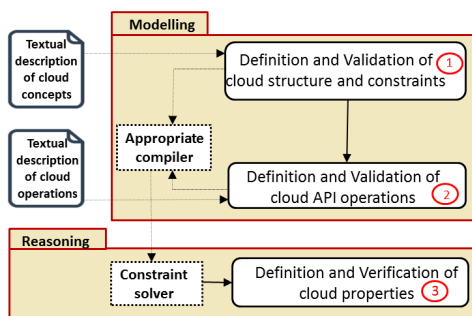 Modelling
Textual
description
of cloud
concepts
Definition and Validation of
cloud structure and constraints
1
Appropriate
compiler
Textual
description
of cloud
operations
Definition and Validation of
cloud API operations
2
Reasoning
Constraint
solver
Definition and Verification of
cloud properties
3